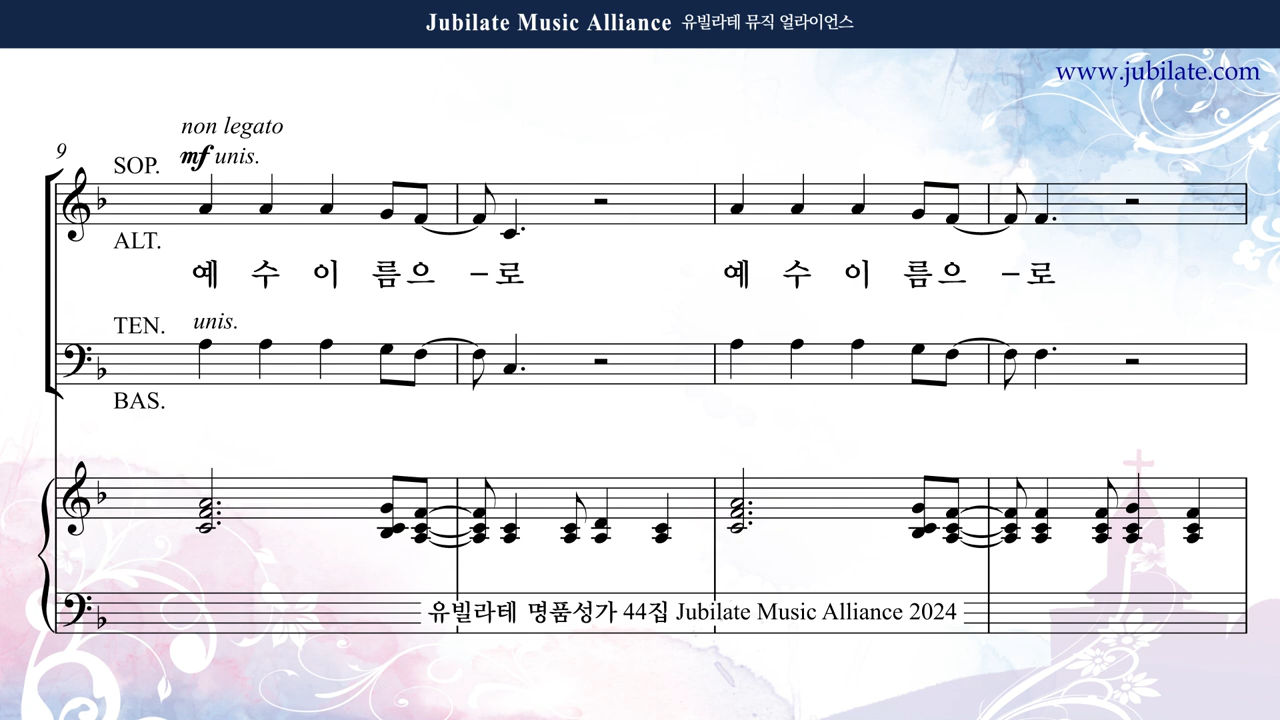 Jubilate Music Alliance 유빌라테 뮤직 얼라이언스
www.jubilate.com
non legato
9
SOP. mf unis.
ALT.
예 수 이 름으 – 로 예 수 이 름으 – 로
TEN. unis.
BAS.
유빌라테 명품성가 44집 Jubilate Music Alliance 2024